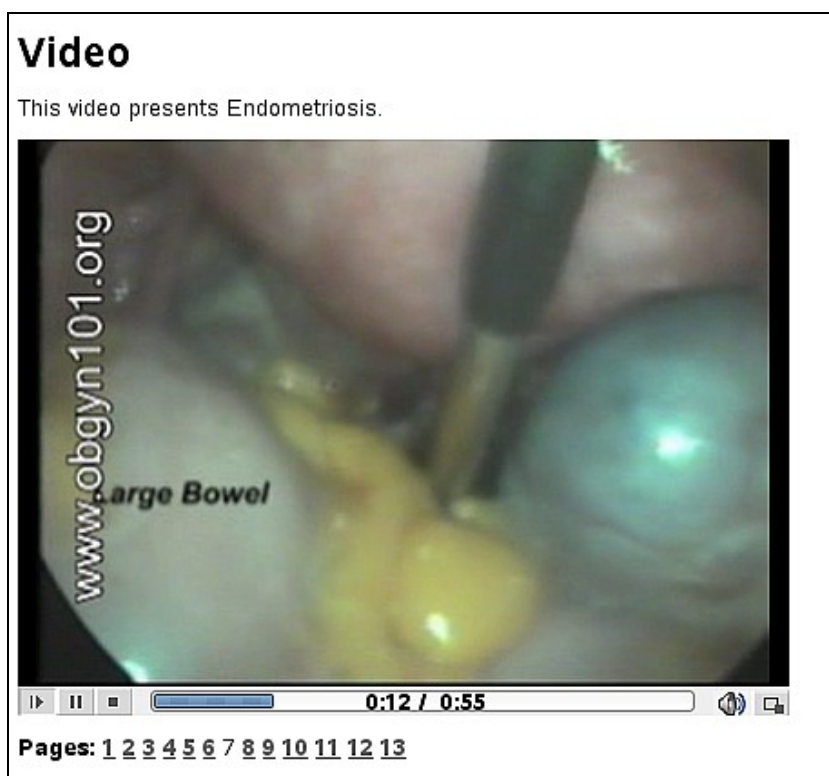 Video
This video presents Endometriosis.
www.obgyn101.org
Large Bowel
0:12 / 0:55
Pages: 1 2 3 4 5 6 7 8 9 10 11 12 13